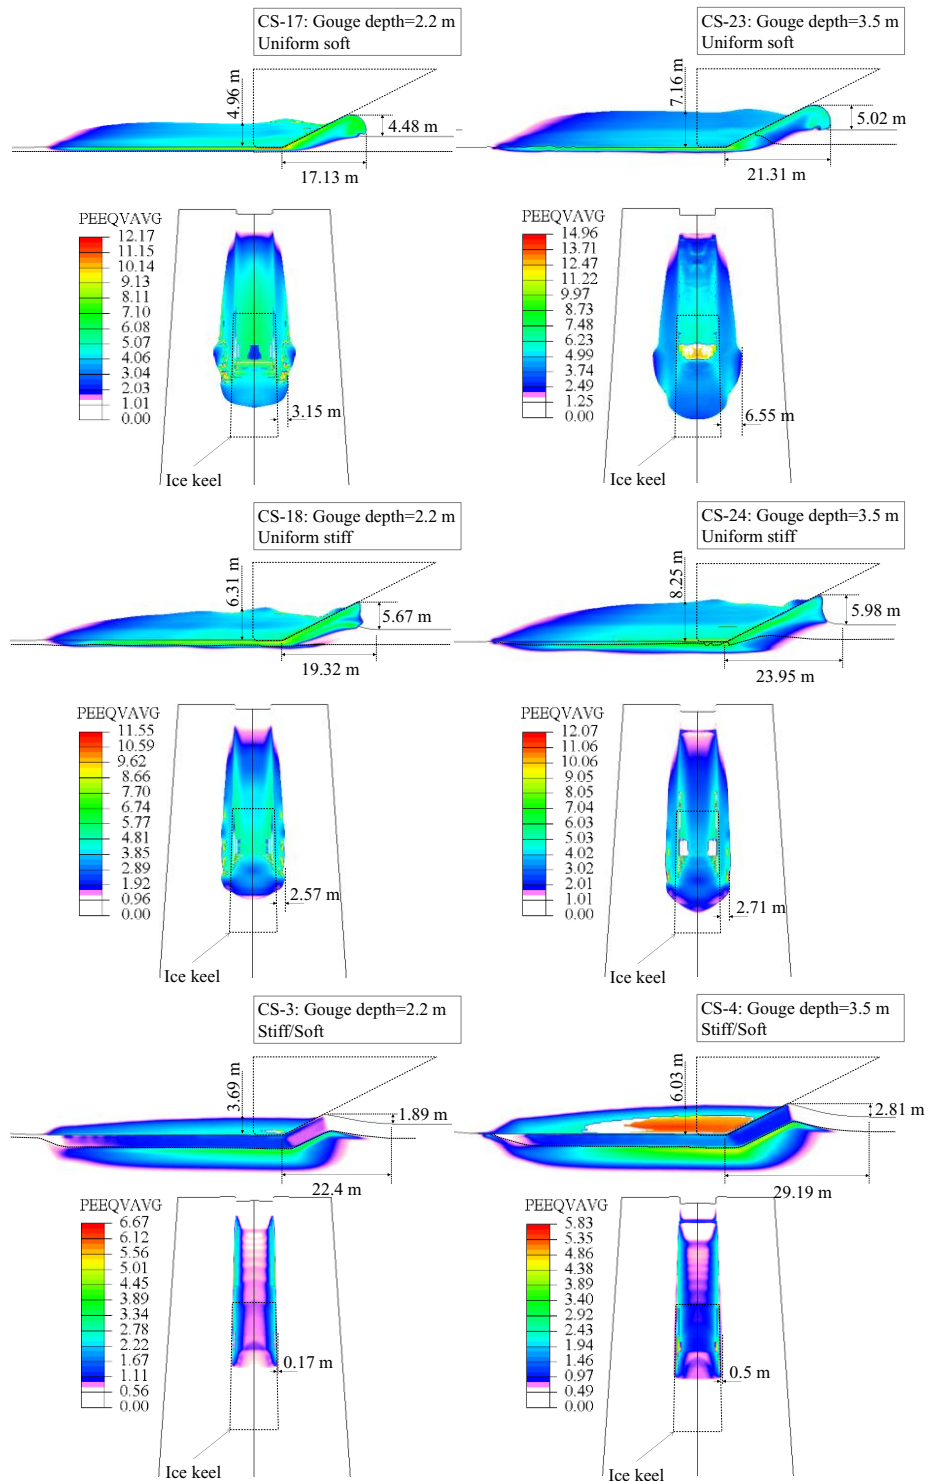 CS-17: Gouge depth=2.2 m
Uniform soft
4.96 m
4.48 m
17.13 m
PEEQVAVG
12.17
11.15
10.14
9.13
8.11
7.10
6.08
5.07
4.06
3.04
2.03
1.01
0.00
3.15 m
Ice keel
CS-23: Gouge depth=3.5 m
Uniform soft
7.16 m
5.02 m
21.31 m
PEEQVAVG
14.96
13.71
12.47
11.22
9.97
8.73
7.48
6.23
4.99
3.74
2.49
1.25
0.00
6.55 m
Ice keel
CS-18: Gouge depth=2.2 m
Uniform stiff
6.31 m
5.67 m
19.32 m
PEEQVAVG
11.55
10.59
9.62
8.66
7.70
6.74
5.77
4.81
3.85
2.89
1.92
0.96
0.00
2.57 m
Ice keel
CS-24: Gouge depth=3.5 m
Uniform stiff
8.25 m
5.98 m
23.95 m
PEEQVAVG
12.07
11.06
10.06
9.05
8.05
7.04
6.03
5.03
4.02
3.02
2.01
1.01
0.00
2.71 m
Ice keel
CS-3: Gouge depth=2.2 m
Stiff/Soft
3.69 m
1.89 m
22.4 m
PEEQVAVG
6.67
6.12
5.56
5.01
4.45
3.89
3.34
2.78
2.22
1.67
1.11
0.56
0.00
0.17 m
Ice keel
CS-4: Gouge depth=3.5 m
Stiff/Soft
6.03 m
2.81 m
29.19 m
PEEQVAVG
5.83
5.35
4.86
4.38
3.89
3.40
2.92
2.43
1.94
1.46
0.97
0.49
0.00
0.5 m
Ice keel